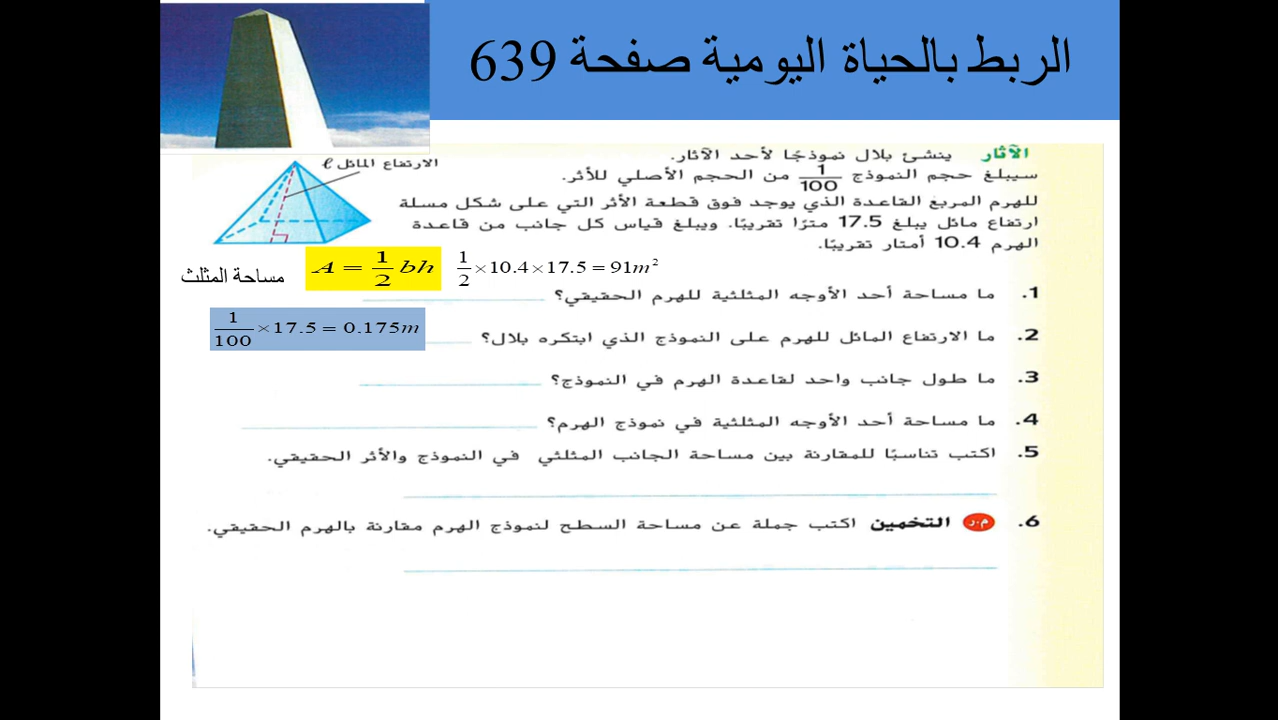 الربط بالحياة اليومية صفحة 639
الآثار ينشئ بلال نموذجًا لأحد الآثار.
سيبلغ حجم النموذج 1/100 من الحجم الأصلي للأثر.
للهرم المربع القاعدة الذي يوجد فوق قطعة الأثر التي على شكل مسلة
ارتفاع مائل يبلغ 17.5 مترًا تقريبًا. ويبلغ قياس كل جانب من قاعدة
الهرم 10.4 أمتار تقريبًا.
الارتفاع المائل ℓ
مساحة المثلث A = 1/2 bh 1/2 × 10.4 × 17.5 = 91m²
1. ما مساحة أحد الأوجه المثلثية للهرم الحقيقي؟
1/100 × 17.5 = 0.175m
2. ما الارتفاع المائل للهرم على النموذج الذي ابتكره بلال؟
3. ما طول جانب واحد لقاعدة الهرم في النموذج؟
4. ما مساحة أحد الأوجه المثلثية في نموذج الهرم؟
5. اكتب تناسبًا للمقارنة بين مساحة الجانب المثلثي في النموذج والأثر الحقيقي.
6. م.ر التخمين اكتب جملة عن مساحة السطح لنموذج الهرم مقارنة بالهرم الحقيقي.